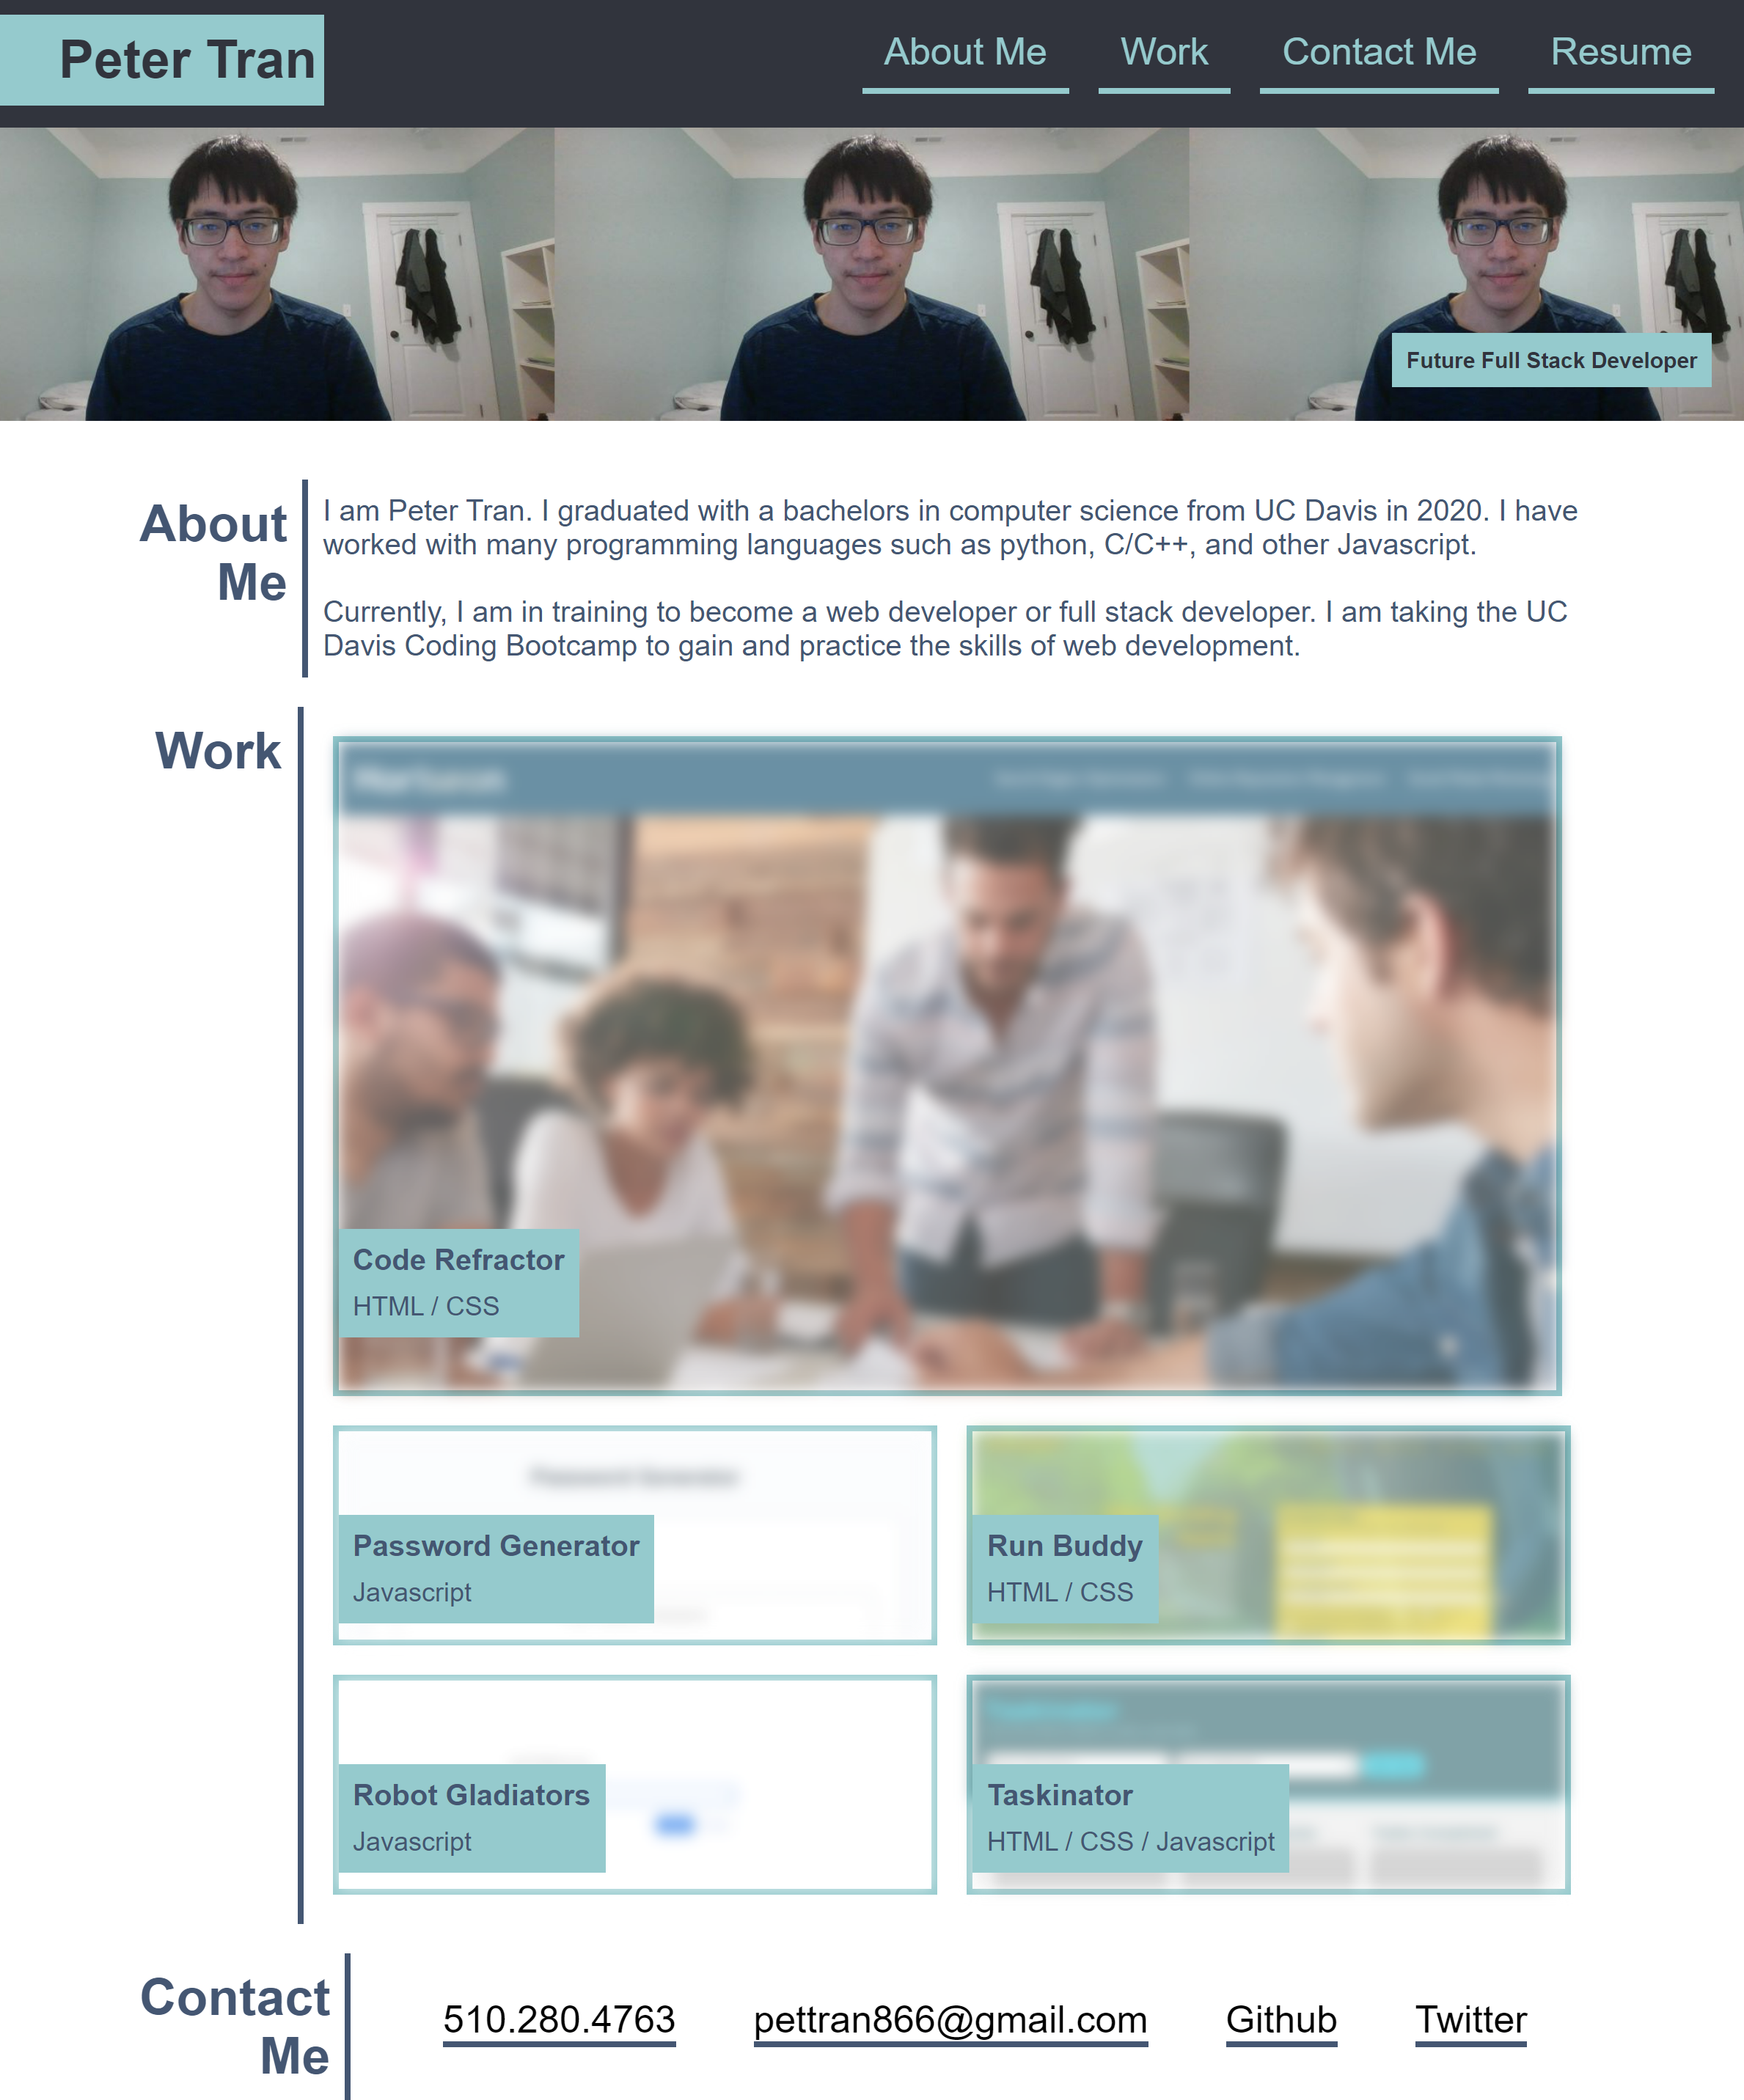 Peter Tran
About Me
Work
Contact Me
Resume
Future Full Stack Developer
About
Me
I am Peter Tran. I graduated with a bachelors in computer science from UC Davis in 2020. I have
worked with many programming languages such as python, C/C++, and other Javascript.
Currently, I am in training to become a web developer or full stack developer. I am taking the UC
Davis Coding Bootcamp to gain and practice the skills of web development.
Work
Code Refractor
HTML / CSS
Password Generator
Password Generator
Javascript
Run Buddy
HTML / CSS
Robot Gladiators
Javascript
Taskinator
HTML / CSS / Javascript
Contact
Me
510.280.4763
pettran866@gmail.com
Github
Twitter